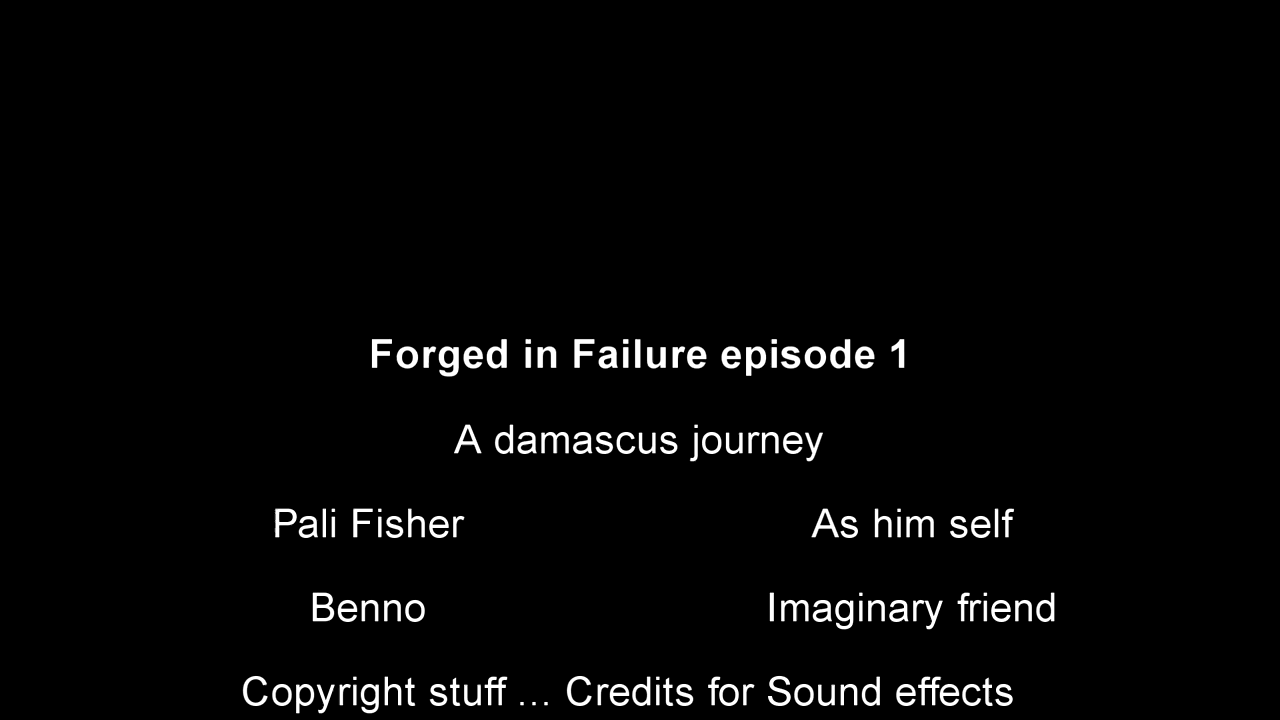 Forged in Failure episode 1
A damascus journey
Pali Fisher As him self
Benno Imaginary friend
Copyright stuff ... Credits for Sound effects